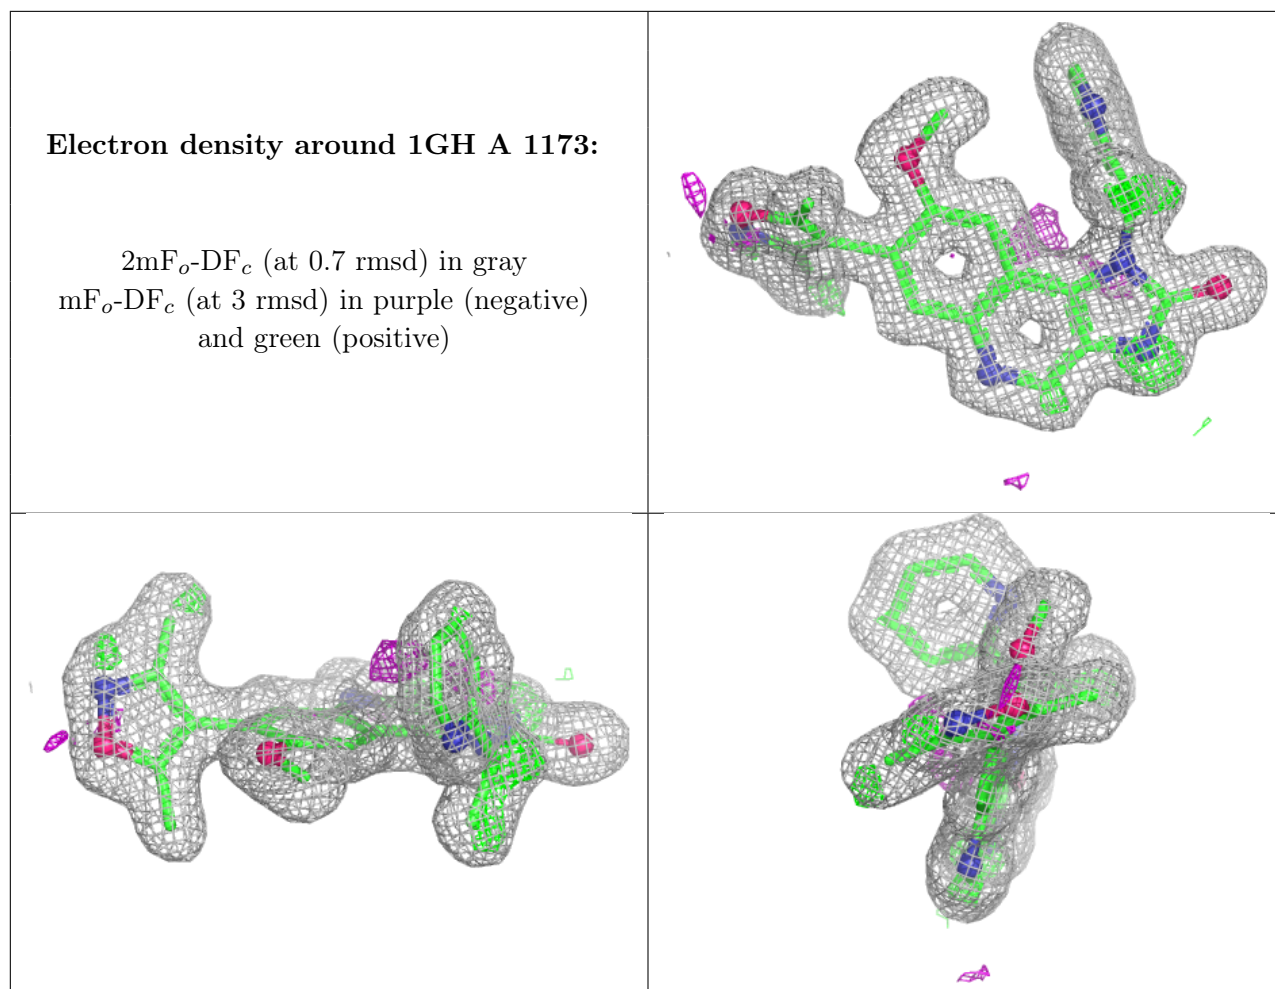 Electron density around 1GH A 1173:
2mFo-DFc (at 0.7 rmsd) in gray
mFo-DFc (at 3 rmsd) in purple (negative)
and green (positive)